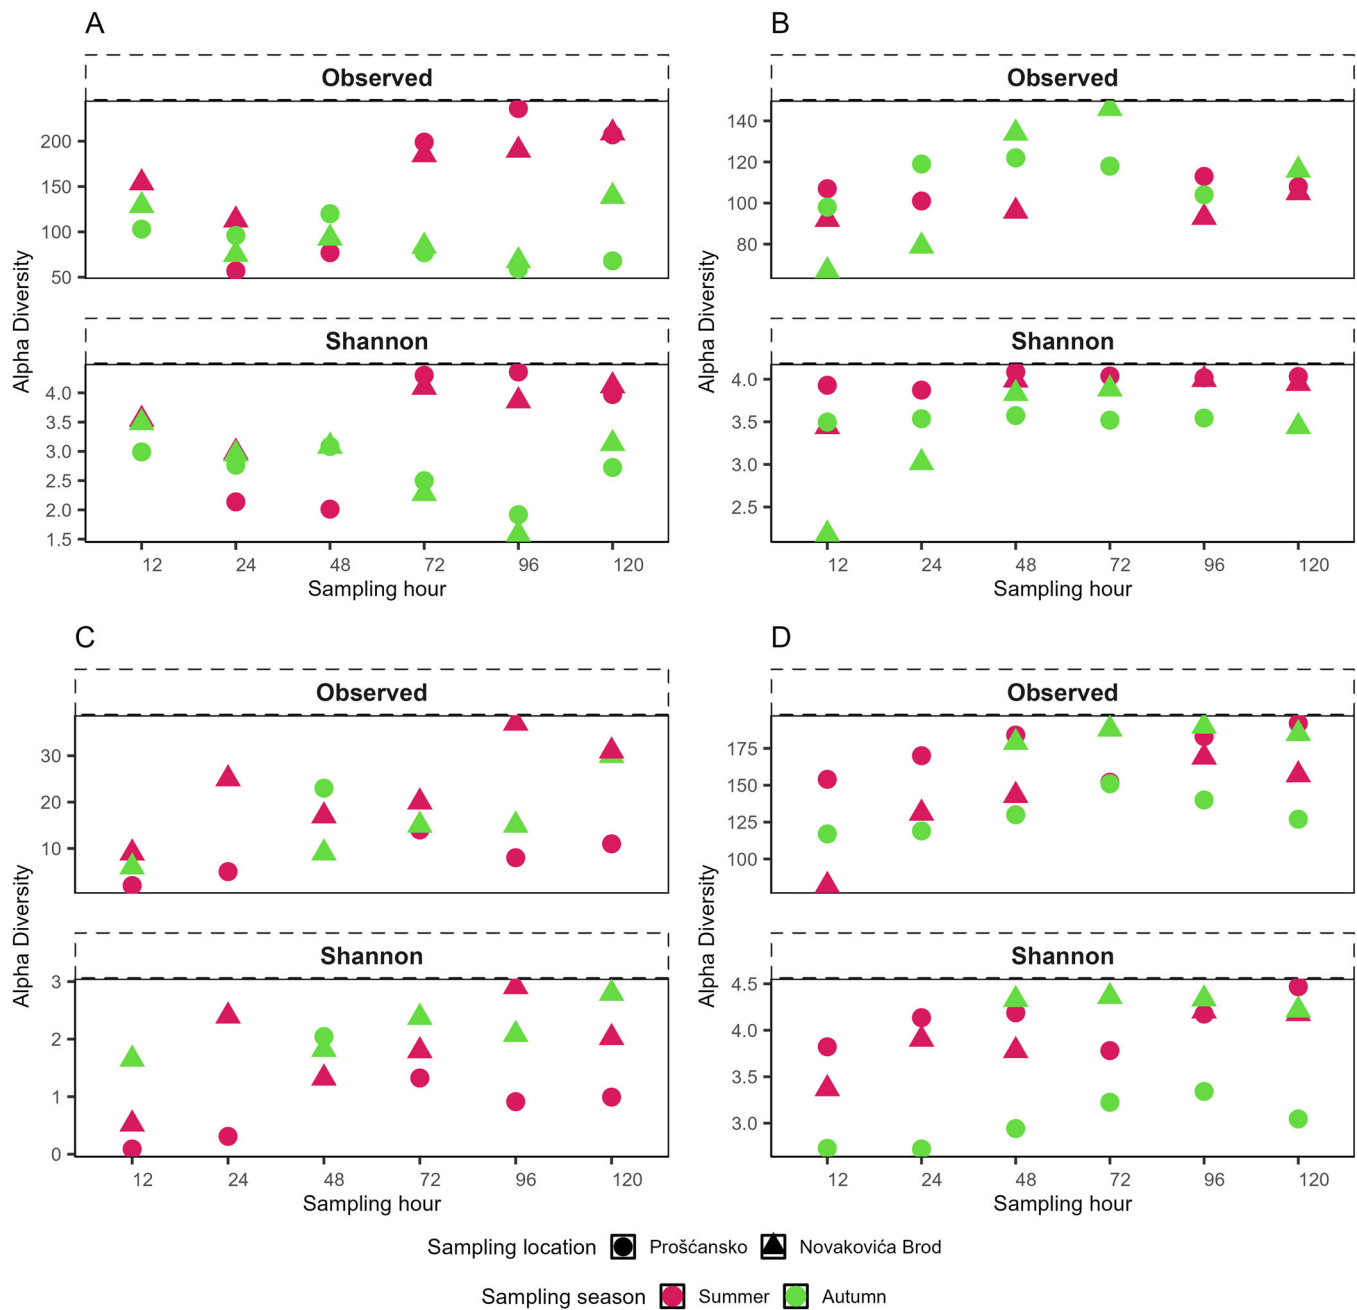 A
Observed
200
150
100
50
Shannon
4.0
3.5
3.0
2.5
2.0
1.5
12 24 48 72 96 120
Sampling hour
Alpha Diversity
B
Observed
140
120
100
80
Shannon
4.0
3.5
3.0
2.5
12 24 48 72 96 120
Sampling hour
Alpha Diversity
C
Observed
30
20
10
Shannon
3
2
1
0
12 24 48 72 96 120
Sampling hour
Alpha Diversity
D
Observed
175
150
125
100
Shannon
4.5
4.0
3.5
3.0
12 24 48 72 96 120
Sampling hour
Alpha Diversity
Sampling location Prošćansko Novakovića Brod
Sampling season Summer Autumn